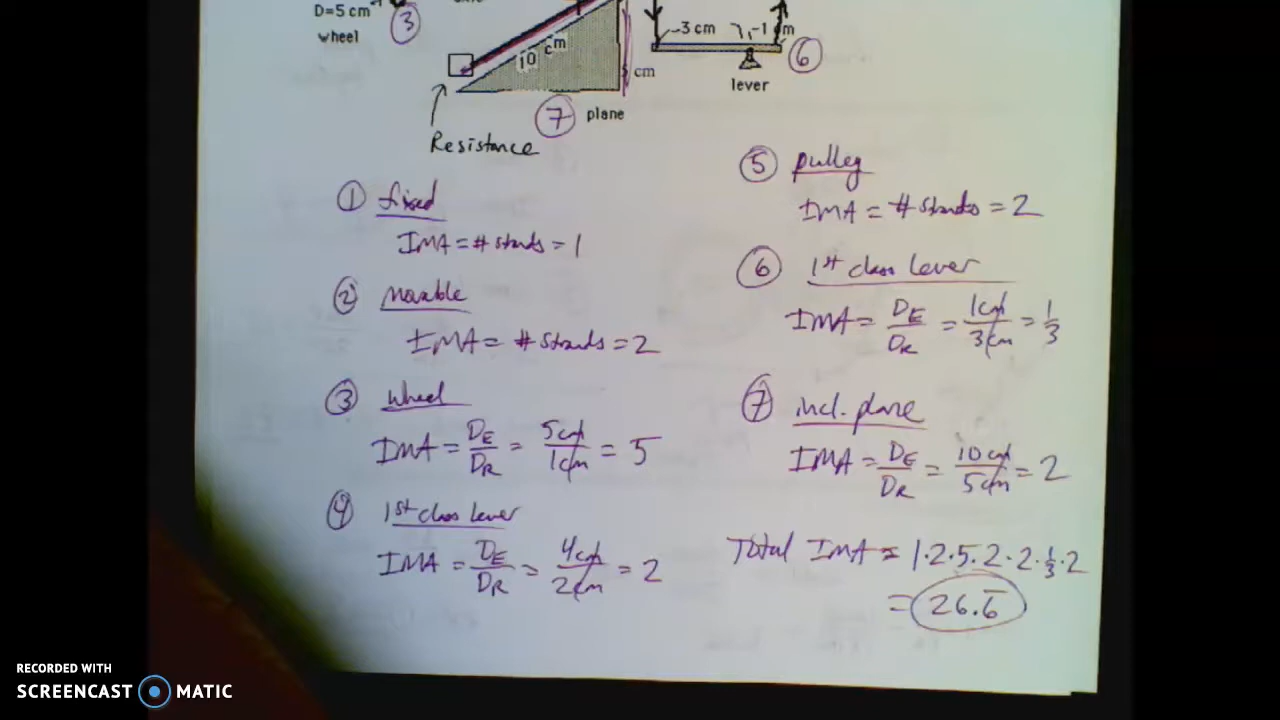 D=5 cm
wheel
3
10 cm
cm
3 cm
1
m
6
lever
7
plane
Resistance
1 fixed
IMA = # strands = 1
2 movable
IMA = # strands = 2
3 wheel
IMA = DE/DR = 5cm/1cm = 5
4 1st class lever
IMA = DE/DR = 4cm/2cm = 2
5 pulley
IMA = # strands = 2
6 1st class lever
IMA = DE/DR = 1cm/3cm = 1/3
7 incl. plane
IMA = DE/DR = 10cm/5cm = 2
Total IMA = 1·2·5·2·2·1/3·2
= 26.6̅
RECORDED WITH
SCREENCAST MATIC